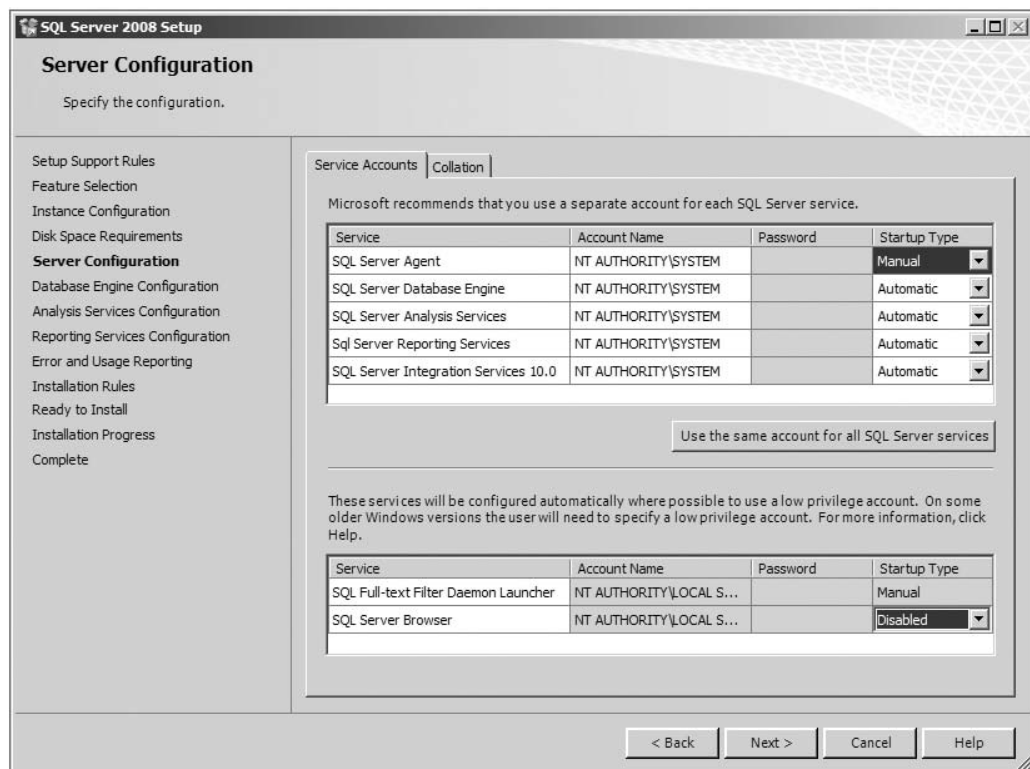 SQL Server 2008 Setup
Server Configuration
Specify the configuration.
Setup Support Rules
Feature Selection
Instance Configuration
Disk Space Requirements
Server Configuration
Database Engine Configuration
Analysis Services Configuration
Reporting Services Configuration
Error and Usage Reporting
Installation Rules
Ready to Install
Installation Progress
Complete
Service Accounts Collation
Microsoft recommends that you use a separate account for each SQL Server service.
Service Account Name Password Startup Type
SQL Server Agent NT AUTHORITY\SYSTEM Manual
SQL Server Database Engine NT AUTHORITY\SYSTEM Automatic
SQL Server Analysis Services NT AUTHORITY\SYSTEM Automatic
Sql Server Reporting Services NT AUTHORITY\SYSTEM Automatic
SQL Server Integration Services 10.0 NT AUTHORITY\SYSTEM Automatic
Use the same account for all SQL Server services
These services will be configured automatically where possible to use a low privilege account. On some
older Windows versions the user will need to specify a low privilege account. For more information, click
Help.
Service Account Name Password Startup Type
SQL Full-text Filter Daemon Launcher NT AUTHORITY\LOCAL S... Manual
SQL Server Browser NT AUTHORITY\LOCAL S... Disabled
< Back Next > Cancel Help